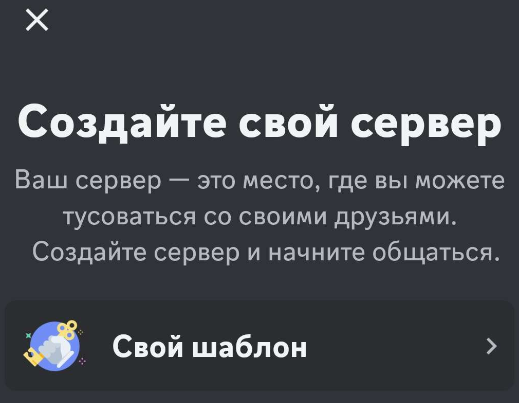 Создайте свой сервер
Ваш сервер — это место, где вы можете
тусоваться со своими друзьями.
Создайте сервер и начните общаться.
Свой шаблон